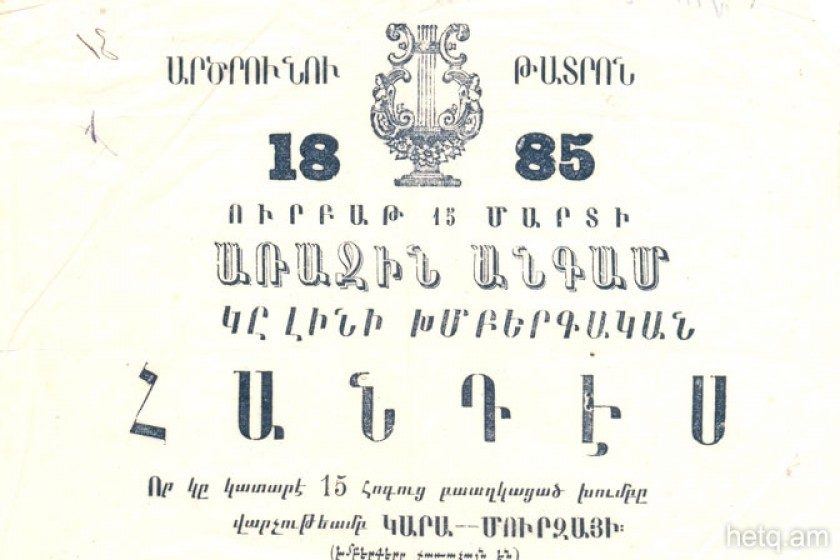 ԱՐԾՐՈՒՆՈՒ ԹԱՏՐՈՆ
18 85
ՈՒՐԲԱԹ 15 ՄԱՐՏԻ
ԱՌԱՋԻՆ ԱՆԳԱՄ
ԿԸ ԼԻՆԻ ԽՄԲԵՐԳԱԿԱՆ
ՀԱՆԴԷՍ
Որ կը կատարէ 15 Հոգուց բաղկացած խումբը
վարչութեամբ ԿԱՐԱ--ՄՈՒՐԶԱՅԻ։
hetq.am